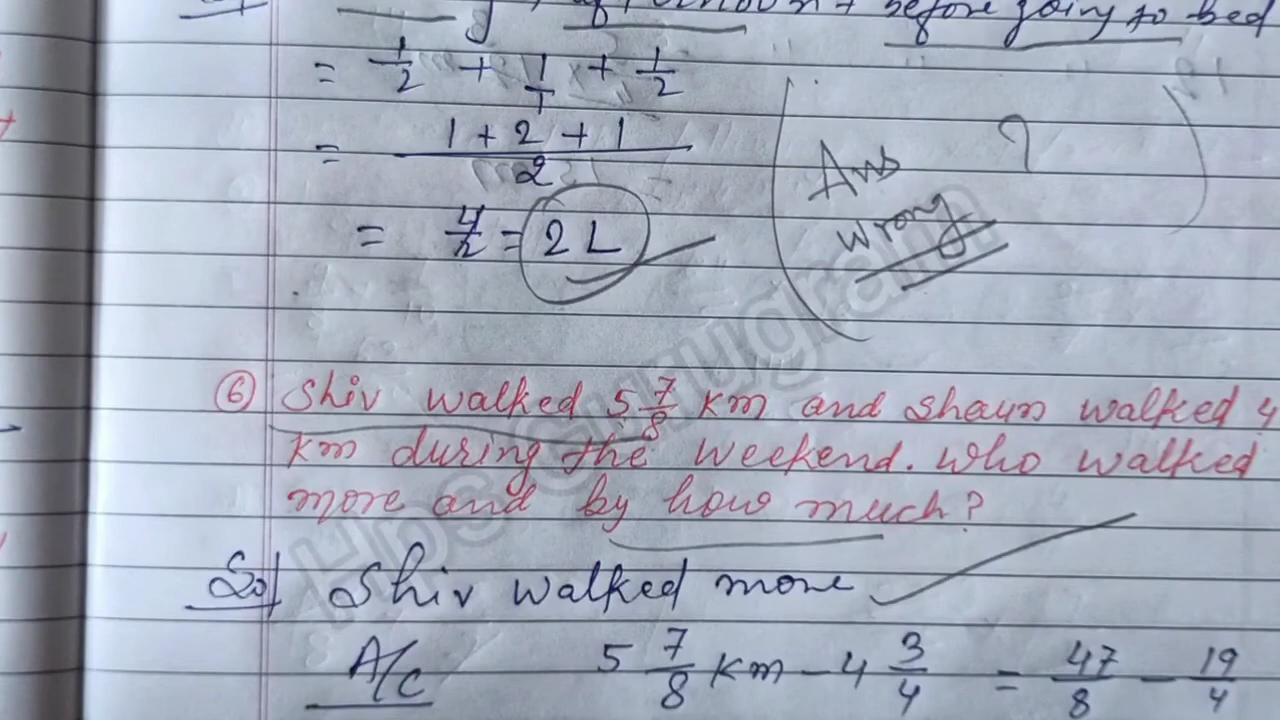 before going to bed
= 1/2 + 1/1 + 1/2
= 1 + 2 + 1 / 2
= 4/2 = 2 L
Ans ?
wrong
⑥ Shiv walked 5 7/8 Km and Shaun walked 4
Km during the weekend. Who walked
more and by how much?
Sol Shiv walked more
A/C 5 7/8 Km - 4 3/4 = 47/8 - 19/4
Hps Gurugram